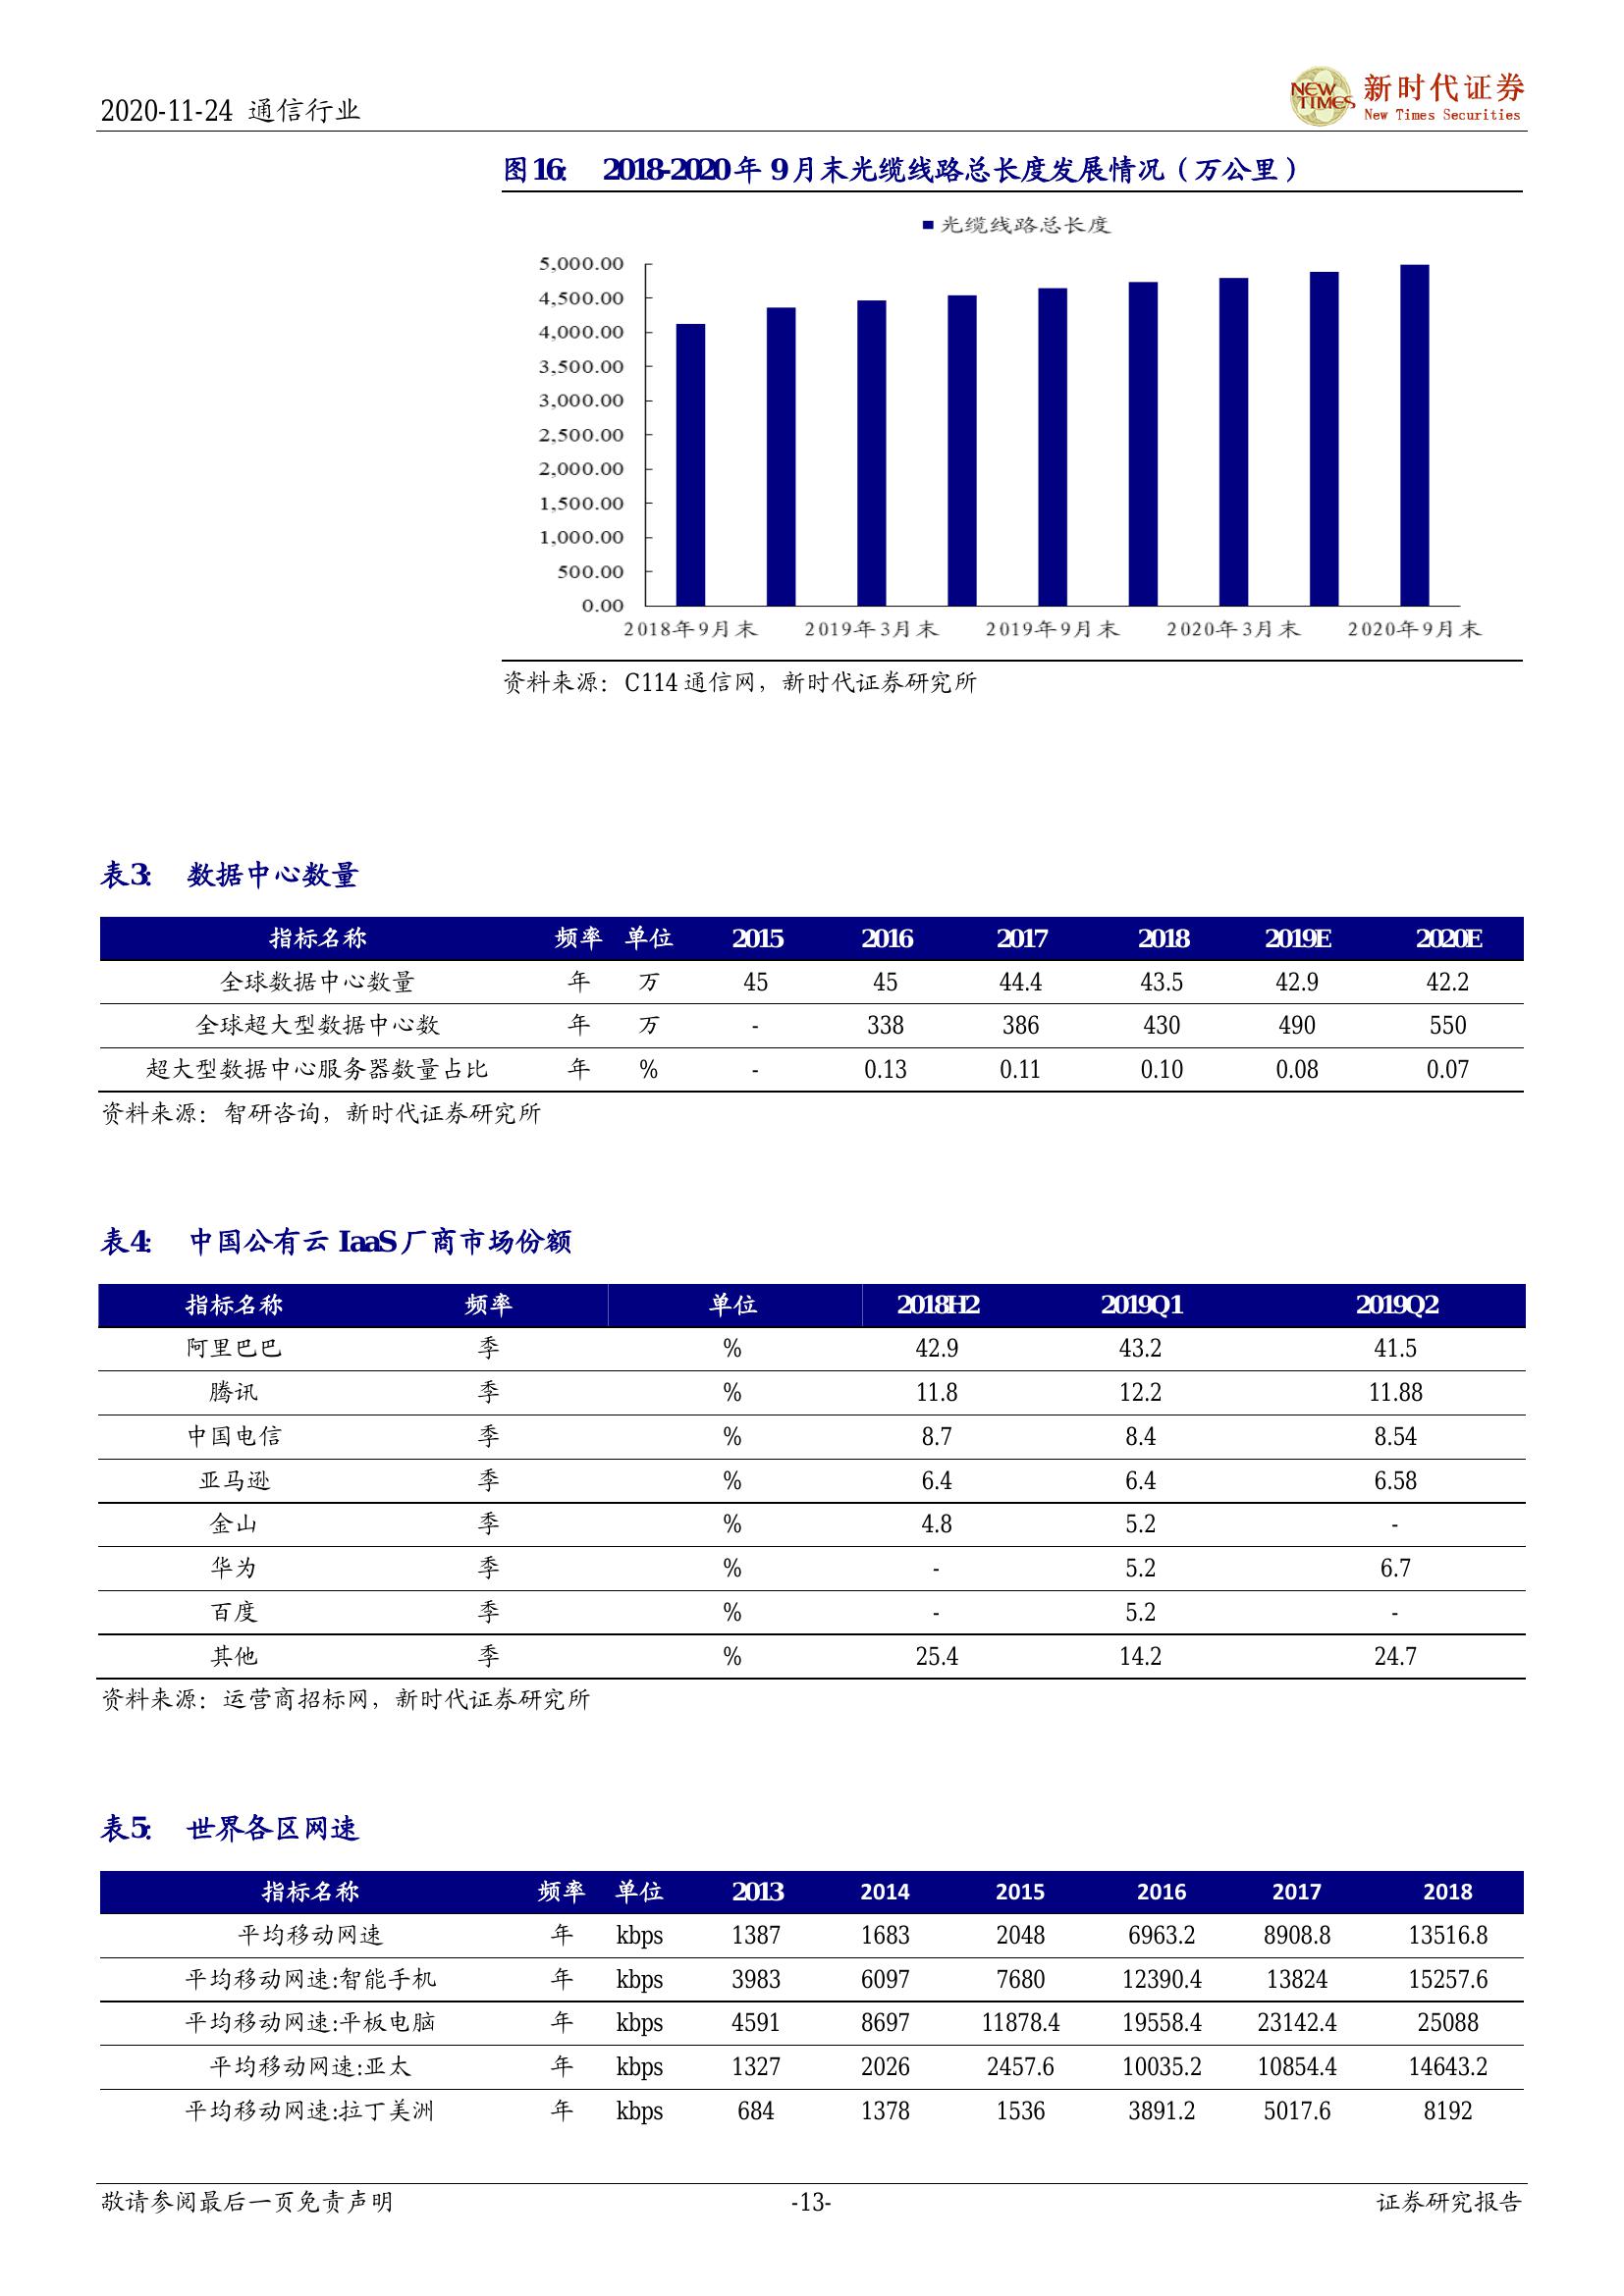 2020-11-24 通信行业
NEW TIMES 新时代证券
New Times Securities
图16: 2018-2020年9月末光缆线路总长度发展情况（万公里）
光缆线路总长度
5,000.00
4,500.00
4,000.00
3,500.00
3,000.00
2,500.00
2,000.00
1,500.00
1,000.00
500.00
0.00
2018年9月末 2019年3月末 2019年9月末 2020年3月末 2020年9月末
资料来源：C114通信网，新时代证券研究所
表3: 数据中心数量
指标名称 频率 单位 2015 2016 2017 2018 2019E 2020E
全球数据中心数量 年 万 45 45 44.4 43.5 42.9 42.2
全球超大型数据中心数 年 万 - 338 386 430 490 550
超大型数据中心服务器数量占比 年 % - 0.13 0.11 0.10 0.08 0.07
资料来源：智研咨询，新时代证券研究所
表4: 中国公有云 IaaS厂商市场份额
指标名称 频率 单位 2018H2 2019Q1 2019Q2
阿里巴巴 季 % 42.9 43.2 41.5
腾讯 季 % 11.8 12.2 11.88
中国电信 季 % 8.7 8.4 8.54
亚马逊 季 % 6.4 6.4 6.58
金山 季 % 4.8 5.2 -
华为 季 % - 5.2 6.7
百度 季 % - 5.2 -
其他 季 % 25.4 14.2 24.7
资料来源：运营商招标网，新时代证券研究所
表5: 世界各区网速
指标名称 频率 单位 2013 2014 2015 2016 2017 2018
平均移动网速 年 kbps 1387 1683 2048 6963.2 8908.8 13516.8
平均移动网速:智能手机 年 kbps 3983 6097 7680 12390.4 13824 15257.6
平均移动网速:平板电脑 年 kbps 4591 8697 11878.4 19558.4 23142.4 25088
平均移动网速:亚太 年 kbps 1327 2026 2457.6 10035.2 10854.4 14643.2
平均移动网速:拉丁美洲 年 kbps 684 1378 1536 3891.2 5017.6 8192
敬请参阅最后一页免责声明 -13- 证券研究报告